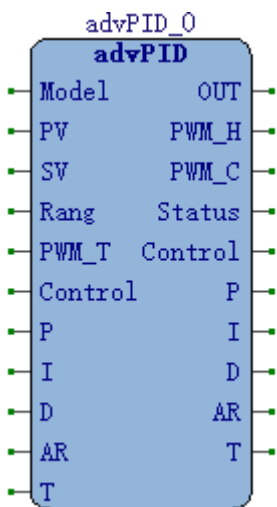 advPID_0
advPID
Model OUT
PV PWM_H
SV PWM_C
Rang Status
PWM_T Control
Control P
P I
I D
D AR
AR T
T